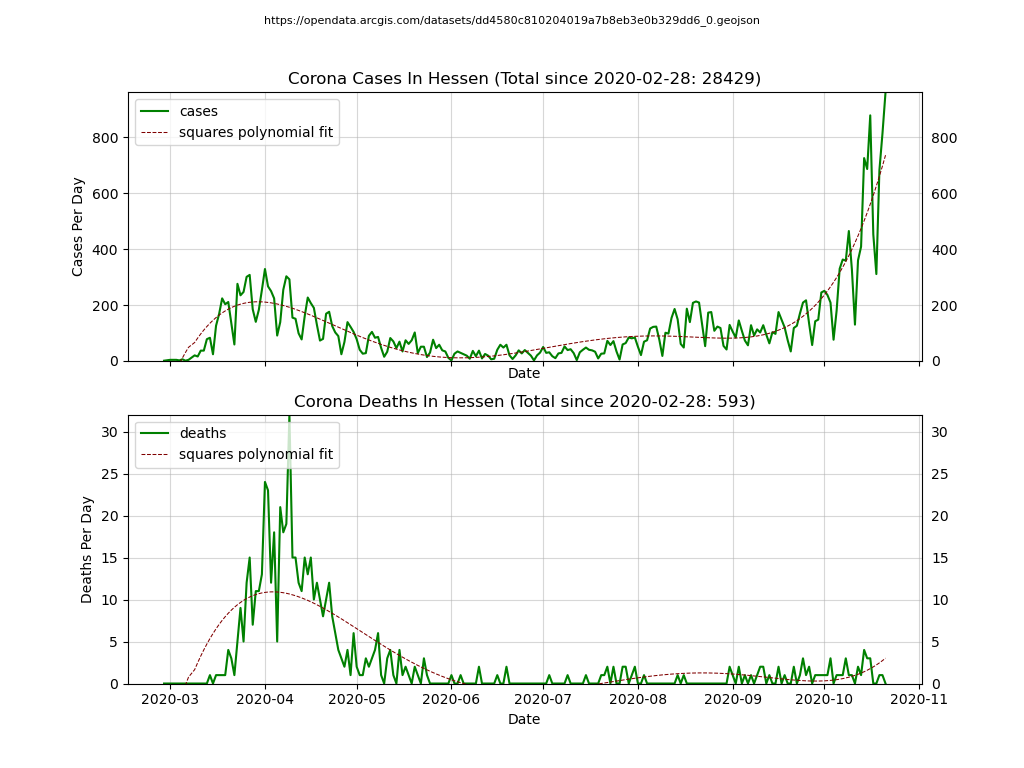 https://opendata.arcgis.com/datasets/dd4580c810204019a7b8eb3e0b329dd6_0.geojson
Corona Cases In Hessen (Total since 2020-02-28: 28429)
cases
squares polynomial fit
Cases Per Day
800
600
400
200
0
800
600
400
200
0
Date
Corona Deaths In Hessen (Total since 2020-02-28: 593)
deaths
squares polynomial fit
Deaths Per Day
30
25
20
15
10
5
0
30
25
20
15
10
5
0
2020-03 2020-04 2020-05 2020-06 2020-07 2020-08 2020-09 2020-10 2020-11
Date